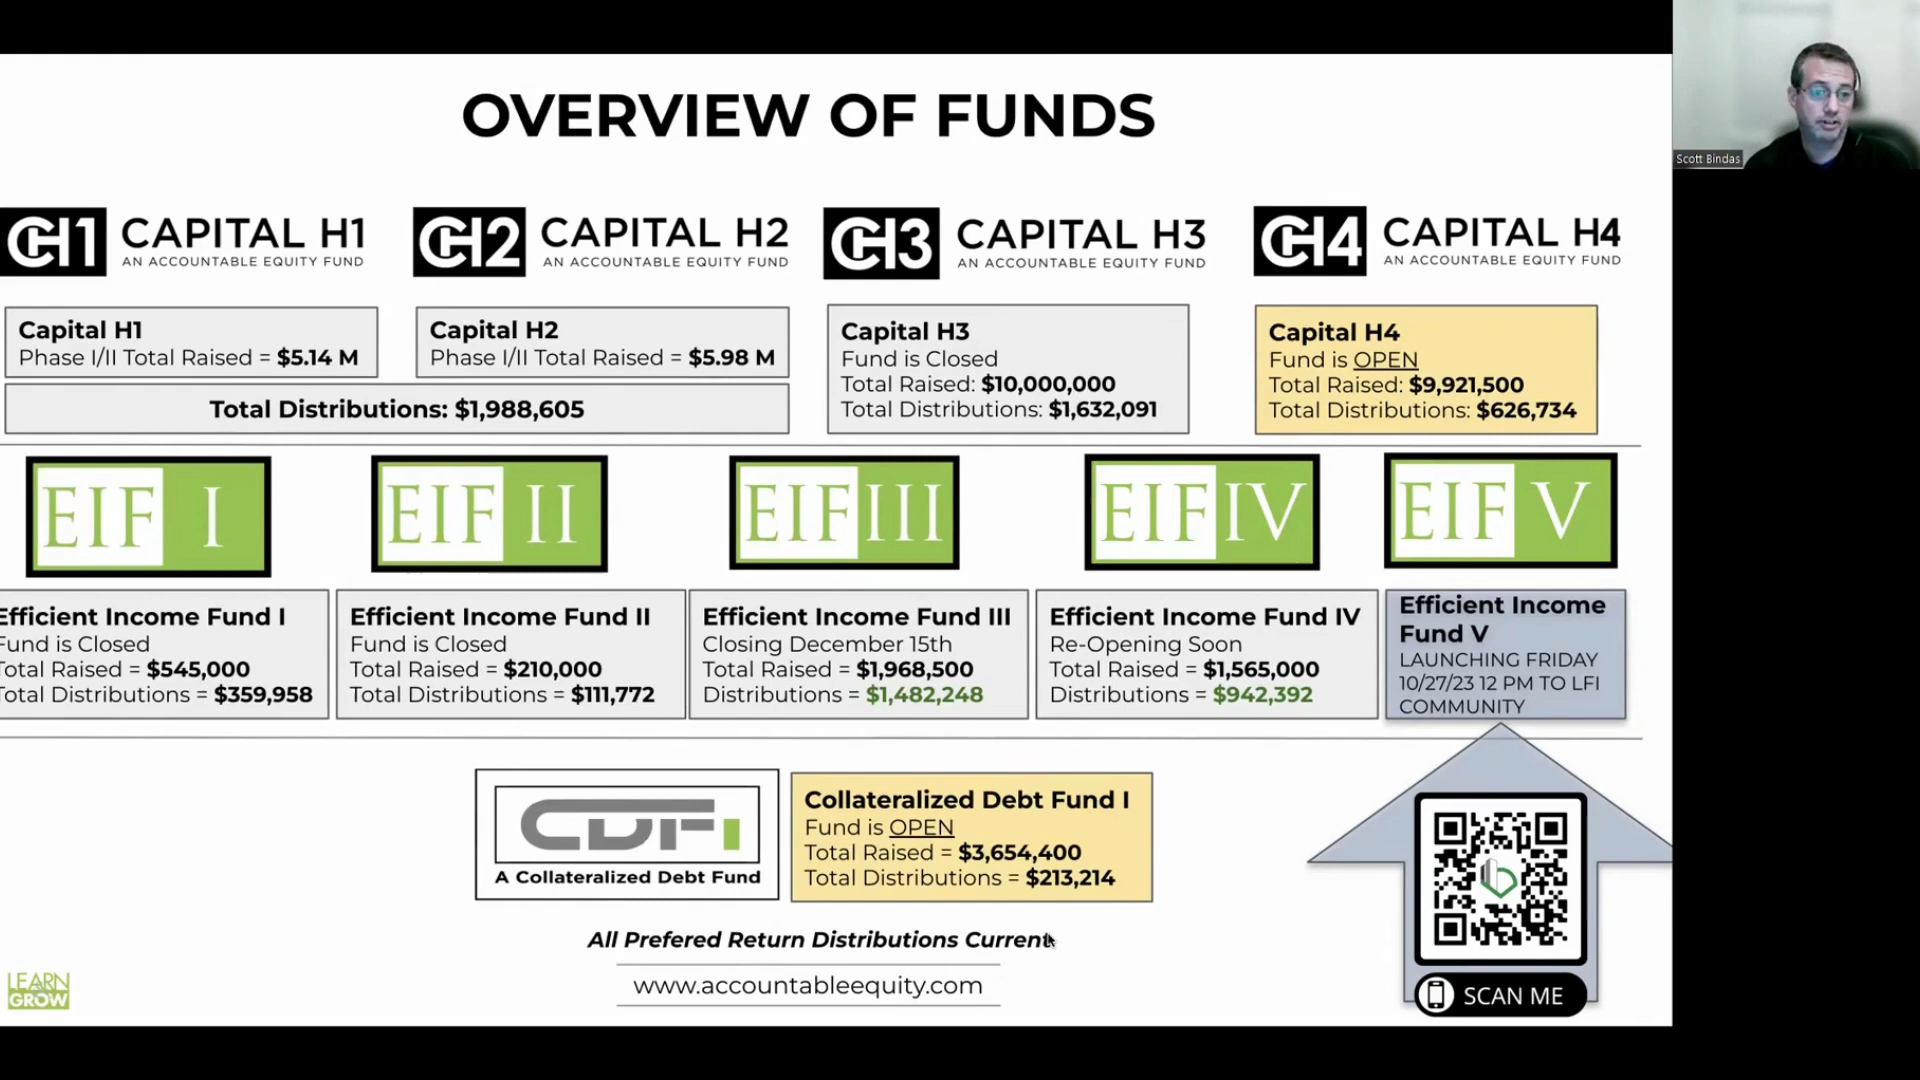 OVERVIEW OF FUNDS
Scott Bindas
CH1 CAPITAL H1
AN ACCOUNTABLE EQUITY FUND
CH2 CAPITAL H2
AN ACCOUNTABLE EQUITY FUND
CH3 CAPITAL H3
AN ACCOUNTABLE EQUITY FUND
CH4 CAPITAL H4
AN ACCOUNTABLE EQUITY FUND
Capital H1
Phase I/II Total Raised = $5.14 M
Capital H2
Phase I/II Total Raised = $5.98 M
Total Distributions: $1,988,605
Capital H3
Fund is Closed
Total Raised: $10,000,000
Total Distributions: $1,632,091
Capital H4
Fund is OPEN
Total Raised: $9,921,500
Total Distributions: $626,734
EIF I
EIF II
EIF III
EIF IV
EIF V
Efficient Income Fund I
Fund is Closed
Total Raised = $545,000
Total Distributions = $359,958
Efficient Income Fund II
Fund is Closed
Total Raised = $210,000
Total Distributions = $111,772
Efficient Income Fund III
Closing December 15th
Total Raised = $1,968,500
Distributions = $1,482,248
Efficient Income Fund IV
Re-Opening Soon
Total Raised = $1,565,000
Distributions = $942,392
Efficient Income
Fund V
LAUNCHING FRIDAY
10/27/23 12 PM TO LFI
COMMUNITY
CDFI
A Collateralized Debt Fund
Collateralized Debt Fund I
Fund is OPEN
Total Raised = $3,654,400
Total Distributions = $213,214
All Prefered Return Distributions Current
www.accountableequity.com
LEARN
GROW
SCAN ME